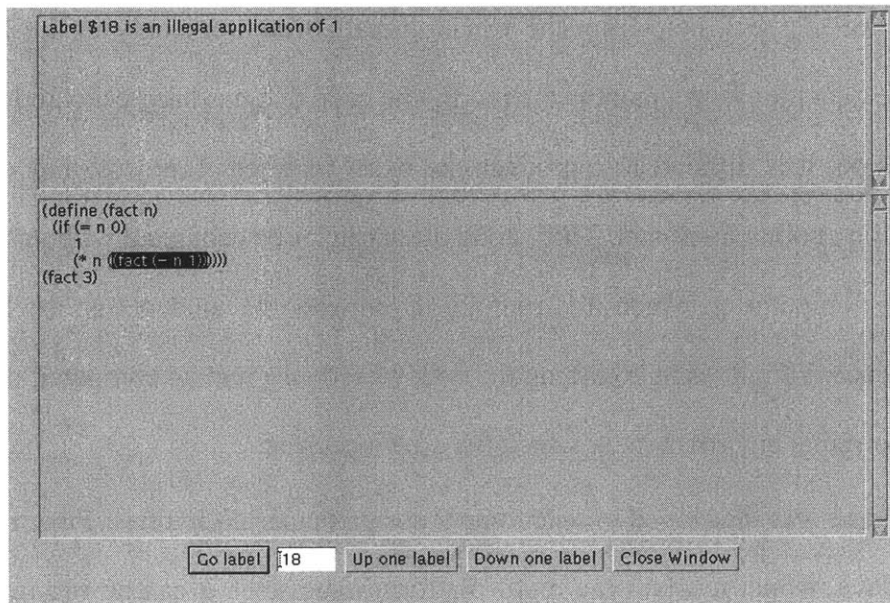 Label $18 is an illegal application of 1
(define (fact n)
(if (= n 0)
1
(* n ((fact (- n 1)))))
(fact 3)
Go label 18 Up one label Down one label Close Window